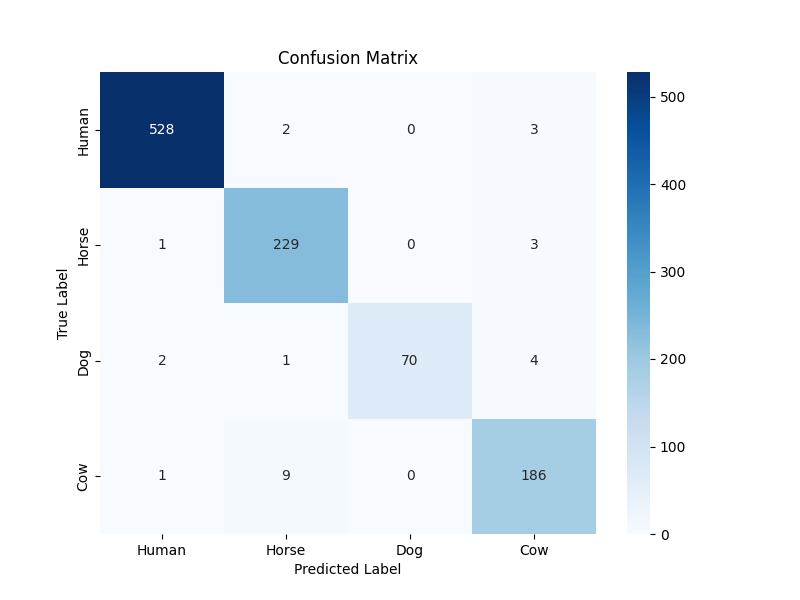 Confusion Matrix
True Label
Human
528
2
0
3
Horse
1
229
0
3
Dog
2
1
70
4
Cow
1
9
0
186
Human
Horse
Dog
Cow
Predicted Label
500
400
300
200
100
0